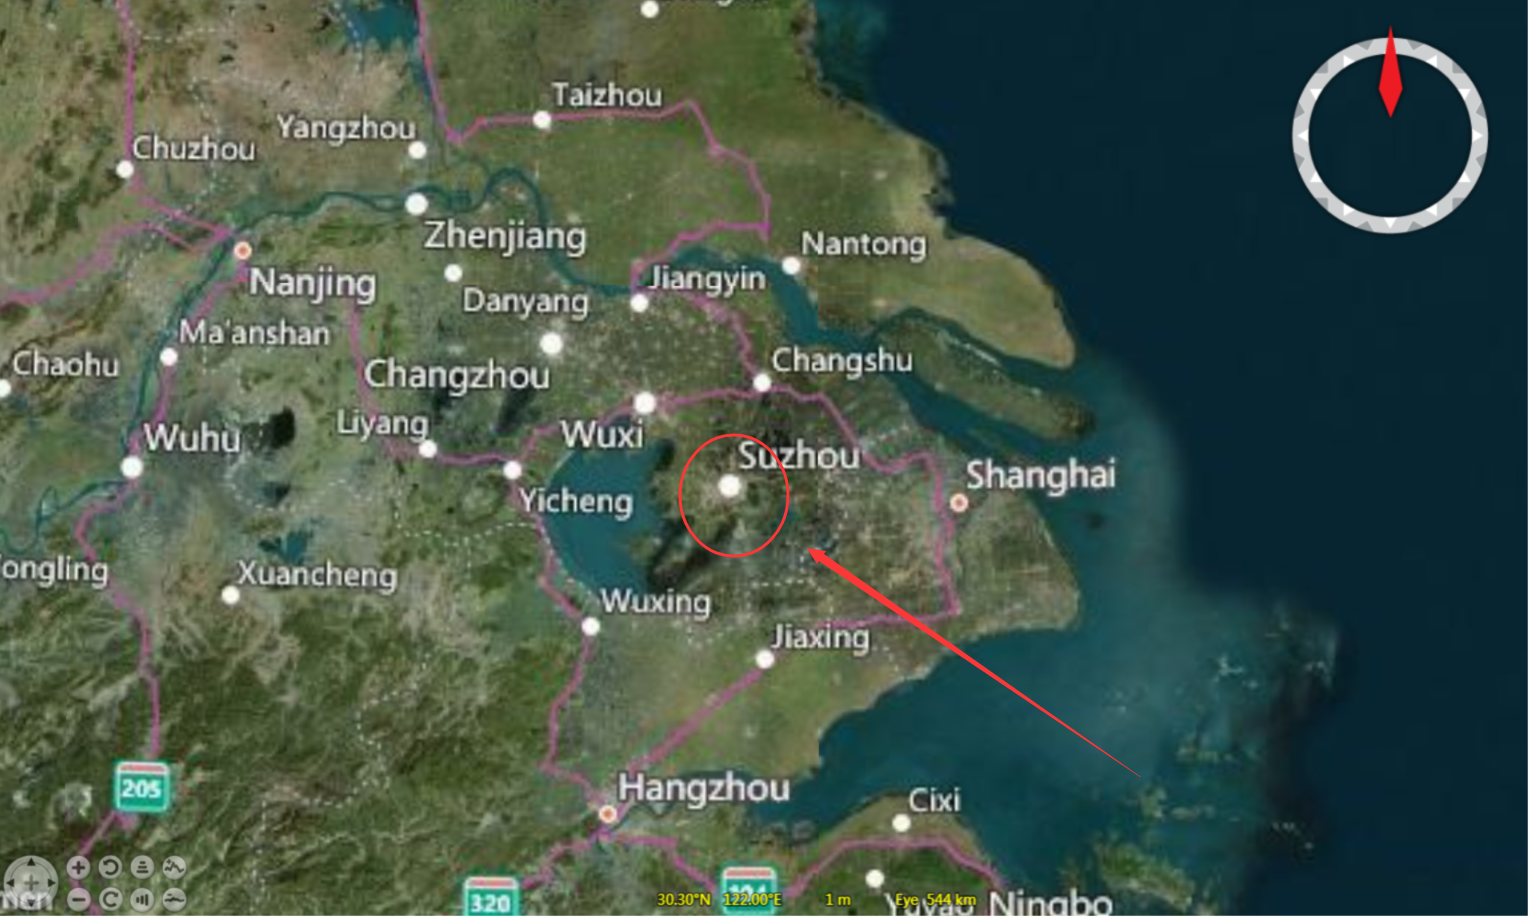 Taizhou
Yangzhou
Chuzhou
Zhenjiang
Nantong
Nanjing
Jiangyin
Danyang
Ma'anshan
Chaohu
Changzhou
Changshu
Liyang
Wuxi
Wuhu
Suzhou
Shanghai
Yicheng
ongling
Xuancheng
Wuxing
Jiaxing
205
Hangzhou
Cixi
320
30.30°N 122.00°E 1 m Eye 544 km
Yuyao
Ningbo